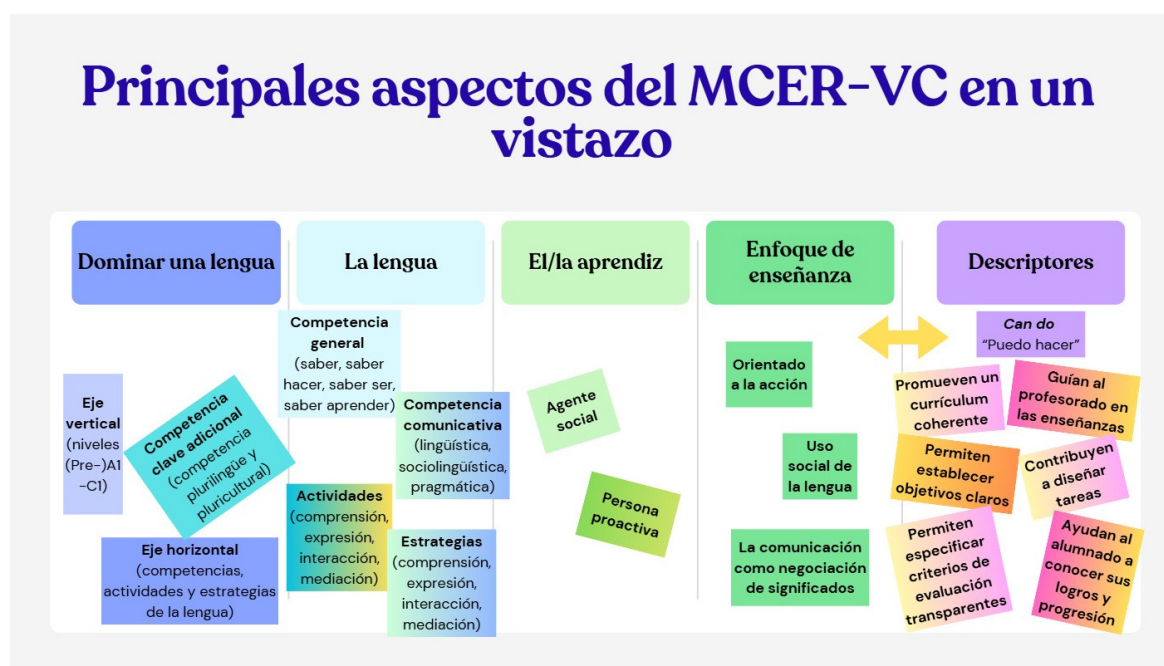 Principales aspectos del MCER-VC en un
vistazo
Dominar una lengua
Eje
vertical
(niveles
(Pre-)A1
-C1)
Competencia
clave adicional
(competencia
plurilingüe y
pluricultural)
Eje horizontal
(competencias,
actividades y estrategias
de la lengua)
La lengua
Competencia
general
(saber, saber
hacer, saber ser,
saber aprender)
Competencia
comunicativa
(lingüística,
sociolingüística,
pragmática)
Actividades
(comprensión,
expresión,
interacción,
mediación)
Estrategias
(comprensión,
expresión,
interacción,
mediación)
El/la aprendiz
Agente
social
Persona
proactiva
Enfoque de
enseñanza
Orientado
a la acción
Uso
social de
la lengua
La comunicación
como negociación
de significados
Descriptores
Can do
“Puedo hacer”
Promueven un
currículum
coherente
Guían al
profesorado en
las enseñanzas
Permiten
establecer
objetivos claros
Contribuyen
a diseñar
tareas
Permiten
especificar
criterios de
evaluación
transparentes
Ayudan al
alumnado a
conocer sus
logros y
progresión